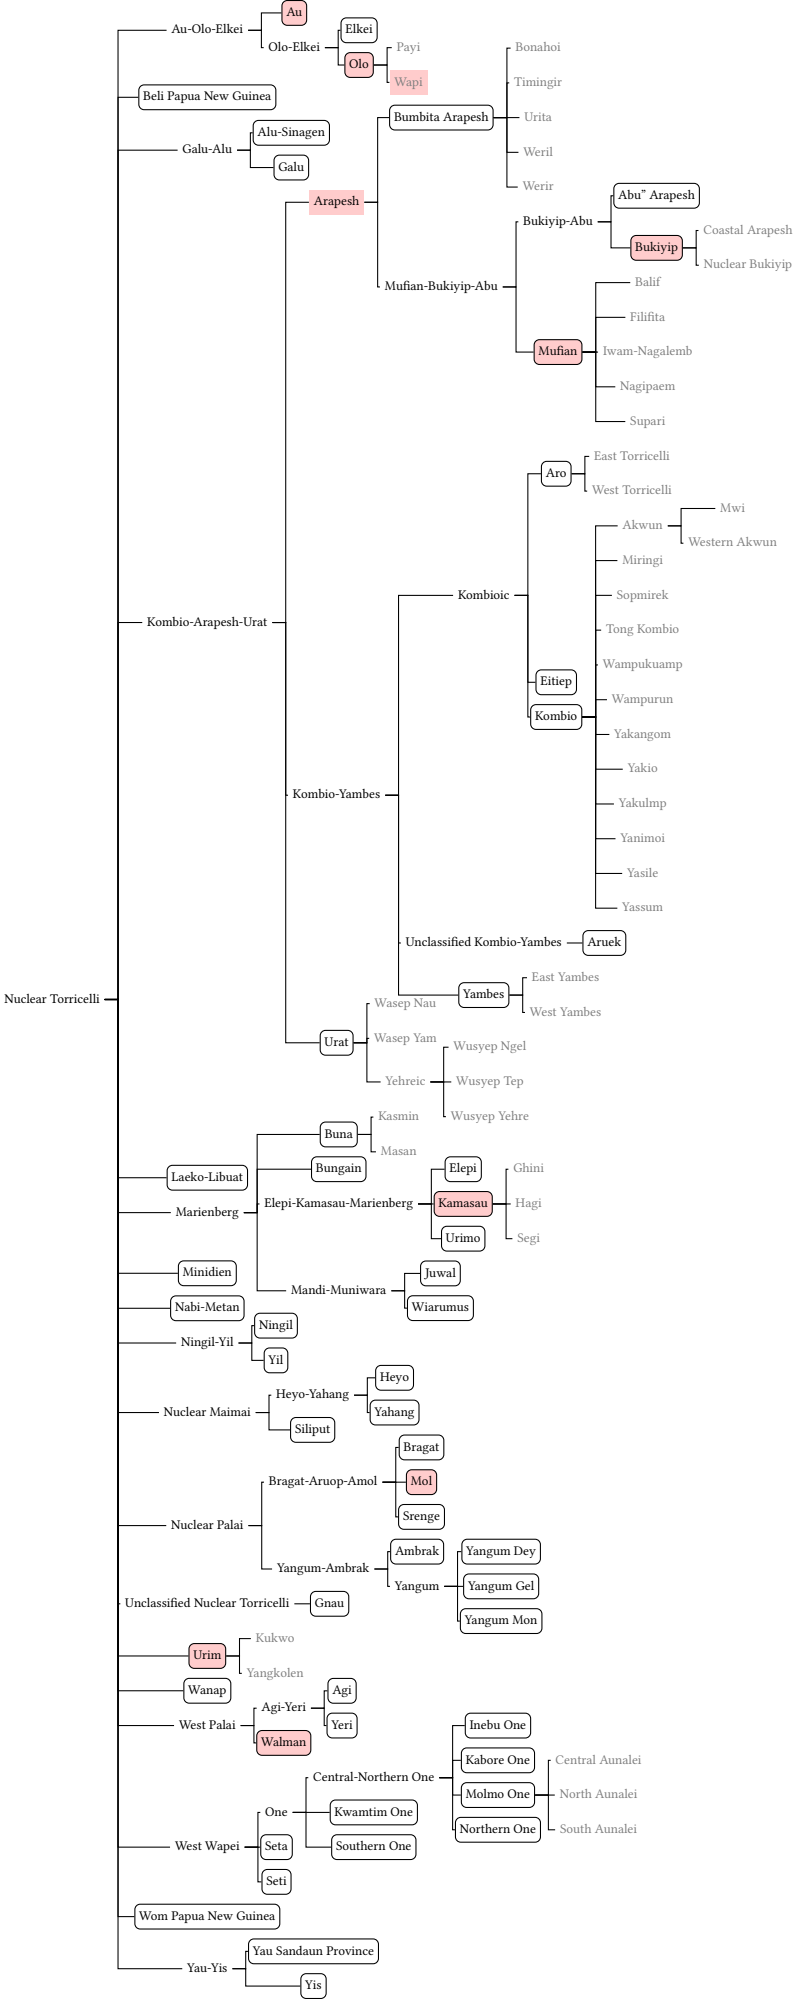 Au
Au-Olo-Elkei
Elkei
Olo-Elkei
Payi
Bonahoi
Olo
Wapi
Timingir
Beli Papua New Guinea
Bumbita Arapesh
Urita
Alu-Sinagen
Galu-Alu
Weril
Galu
Werir
Abu” Arapesh
Arapesh
Bukiyip-Abu
Coastal Arapesh
Bukiyip
Nuclear Bukiyip
Mufian-Bukiyip-Abu
Balif
Filifita
Mufian
Iwam-Nagalemb
Nagipaem
Supari
East Torricelli
Aro
West Torricelli
Mwi
Akwun
Western Akwun
Miringi
Kombioic
Sopmirek
Kombio-Arapesh-Urat
Tong Kombio
Wampukuamp
Eitiep
Wampurun
Kombio
Yakangom
Yakio
Kombio-Yambes
Yakulmp
Yanimoi
Yasile
Yassum
Unclassified Kombio-Yambes
Aruek
East Yambes
Nuclear Torricelli
Yambes
Wasep Nau
West Yambes
Urat
Wasep Yam
Wusyep Ngel
Yehreic
Wusyep Tep
Kasmin
Wusyep Yehre
Buna
Masan
Laeko-Libuat
Bungain
Elepi
Ghini
Marienberg
Elepi-Kamasau-Marienberg
Kamasau
Hagi
Urimo
Segi
Minidien
Juwal
Mandi-Muniwara
Nabi-Metan
Wiarumus
Ningil
Ningil-Yil
Yil
Heyo
Heyo-Yahang
Nuclear Maimai
Yahang
Siliput
Bragat
Bragat-Aruop-Amol
Mol
Srenge
Nuclear Palai
Ambrak
Yangum Dey
Yangum-Ambrak
Yangum
Yangum Gel
Unclassified Nuclear Torricelli
Gnau
Yangum Mon
Kukwo
Urim
Yangkolen
Wanap
Agi
Agi-Yeri
West Palai
Yeri
Inebu One
Walman
Kabore One
Central Aunalei
Central-Northern One
Molmo One
North Aunalei
One
Kwamtim One
Northern One
South Aunalei
West Wapei
Seta
Southern One
Seti
Wom Papua New Guinea
Yau Sandaun Province
Yau-Yis
Yis